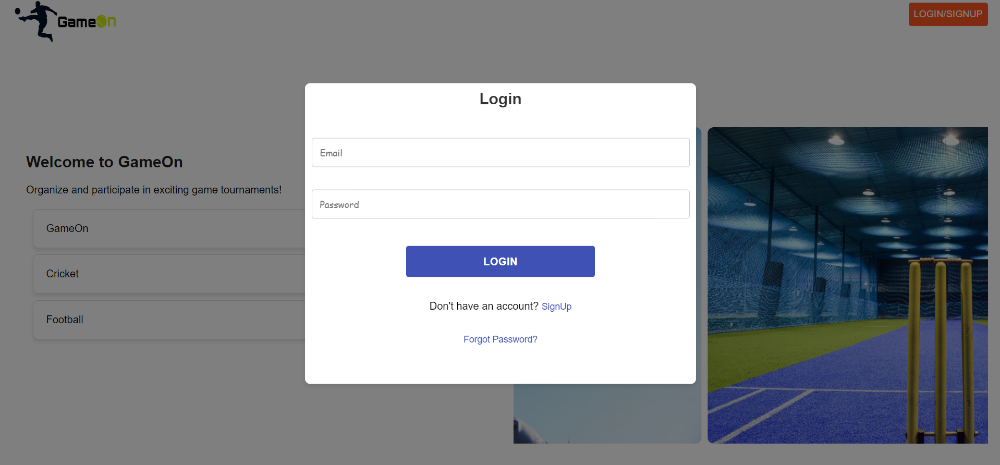 GameOn
LOGIN/SIGNUP
Welcome to GameOn
Organize and participate in exciting game tournaments!
GameOn
Cricket
Football
Login
Email
Password
LOGIN
Don't have an account? SignUp
Forgot Password?